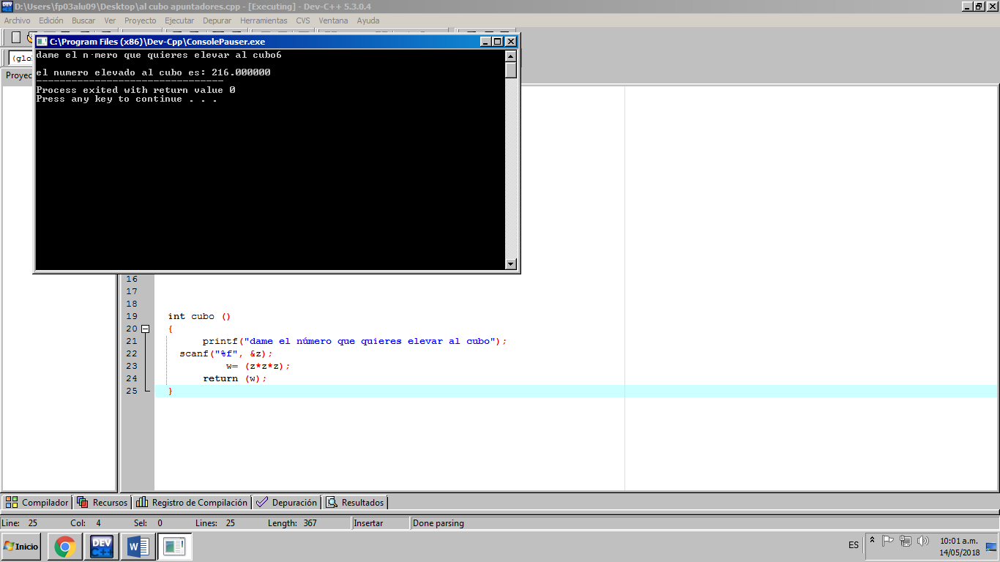 D:\Users\fp03alu09\Desktop\al cubo apuntadores.cpp - [Executing] - Dev-C++ 5.3.0.4
Archivo Edición Buscar Ver Proyecto Ejecutar Depurar Herramientas CVS Ventana Ayuda
C:\Program Files (x86)\Dev-Cpp\ConsolePauser.exe
dame el n·mero que quieres elevar al cubo6
el numero elevado al cubo es: 216.000000
--------------------------------
Process exited with return value 0
Press any key to continue . . .
(glo
Proyec
16
17
18
19 int cubo ()
20 {
21 printf("dame el número que quieres elevar al cubo");
22 scanf("%f", &z);
23 w= (z*z*z);
24 return (w);
25 }
Compilador Recursos Registro de Compilación Depuración Resultados
Line: 25 Col: 4 Sel: 0 Lines: 25 Length: 367 Insertar Done parsing
Inicio DEV C++ W ES 10:01 a.m.
14/05/2018